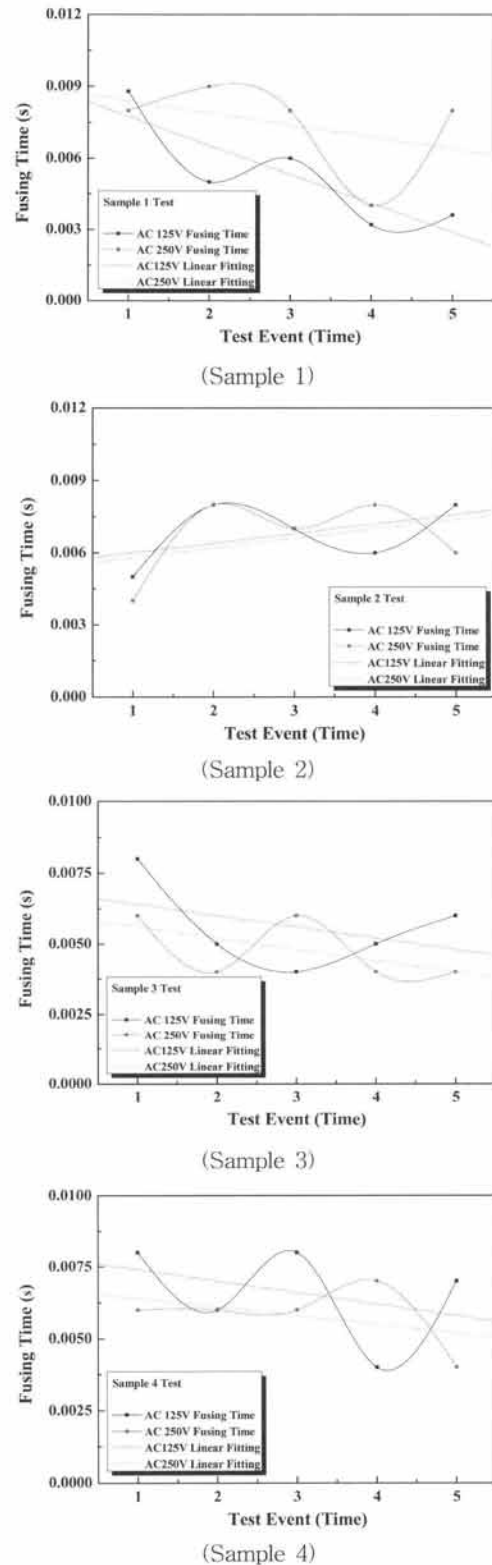 0.012
0.009
0.006
0.003
0.000
Fusing Time (s)
Sample 1 Test
AC 125V Fusing Time
AC 250V Fusing Time
AC125V Linear Fitting
AC250V Linear Fitting
1 2 3 4 5
Test Event (Time)
(Sample 1)
0.012
0.009
0.006
0.003
0.000
Fusing Time (s)
Sample 2 Test
AC 125V Fusing Time
AC 250V Fusing Time
AC125V Linear Fitting
AC250V Linear Fitting
1 2 3 4 5
Test Event (Time)
(Sample 2)
0.0100
0.0075
0.0050
0.0025
0.0000
Fusing Time (s)
Sample 3 Test
AC 125V Fusing Time
AC 250V Fusing Time
AC125V Linear Fitting
AC250V Linear Fitting
1 2 3 4 5
Test Event (Time)
(Sample 3)
0.0100
0.0075
0.0050
0.0025
0.0000
Fusing Time (s)
Sample 4 Test
AC 125V Fusing Time
AC 250V Fusing Time
AC125V Linear Fitting
AC250V Linear Fitting
1 2 3 4 5
Test Event (Time)
(Sample 4)